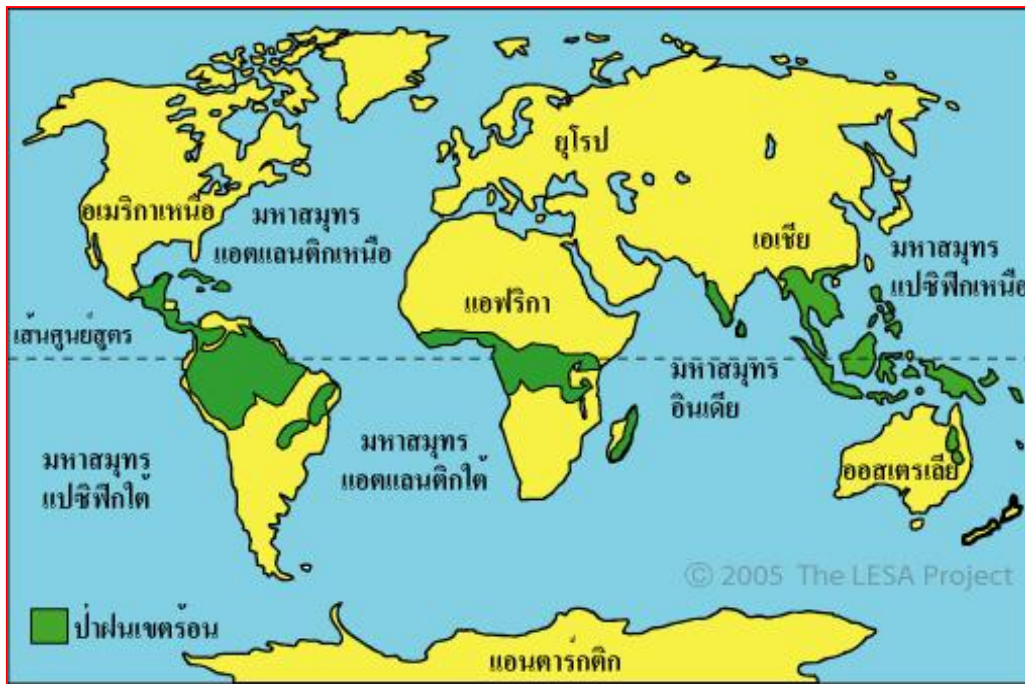 ยุโรป
อเมริกาเหนือ
มหาสมุทร
แอตแลนติกเหนือ
เอเชีย
มหาสมุทร
แปซิฟิกเหนือ
แอฟริกา
เส้นศูนย์สูตร
มหาสมุทร
อินเดีย
มหาสมุทร
แปซิฟิกใต้
มหาสมุทร
แอตแลนติกใต้
ออสเตรเลีย
© 2005 The LESA Project
ป่าฝนเขตร้อน
แอนตาร์กติก